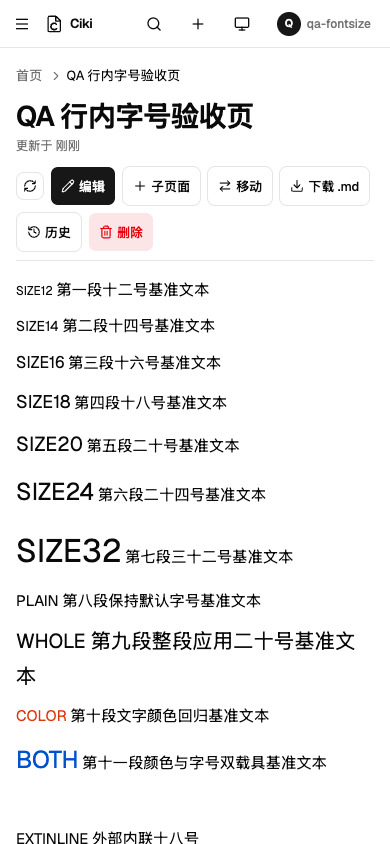 Ciki
Q qa-fontsize
首页 > QA 行内字号验收页
QA 行内字号验收页
更新于 刚刚
编辑 子页面 移动 下载 .md
历史 删除
SIZE12 第一段十二号基准文本
SIZE14 第二段十四号基准文本
SIZE16 第三段十六号基准文本
SIZE18 第四段十八号基准文本
SIZE20 第五段二十号基准文本
SIZE24 第六段二十四号基准文本
SIZE32 第七段三十二号基准文本
PLAIN 第八段保持默认字号基准文本
WHOLE 第九段整段应用二十号基准文
本
COLOR 第十段文字颜色回归基准文本
BOTH 第十一段颜色与字号双载具基准文本
EXTINLINE 外部内联十八号